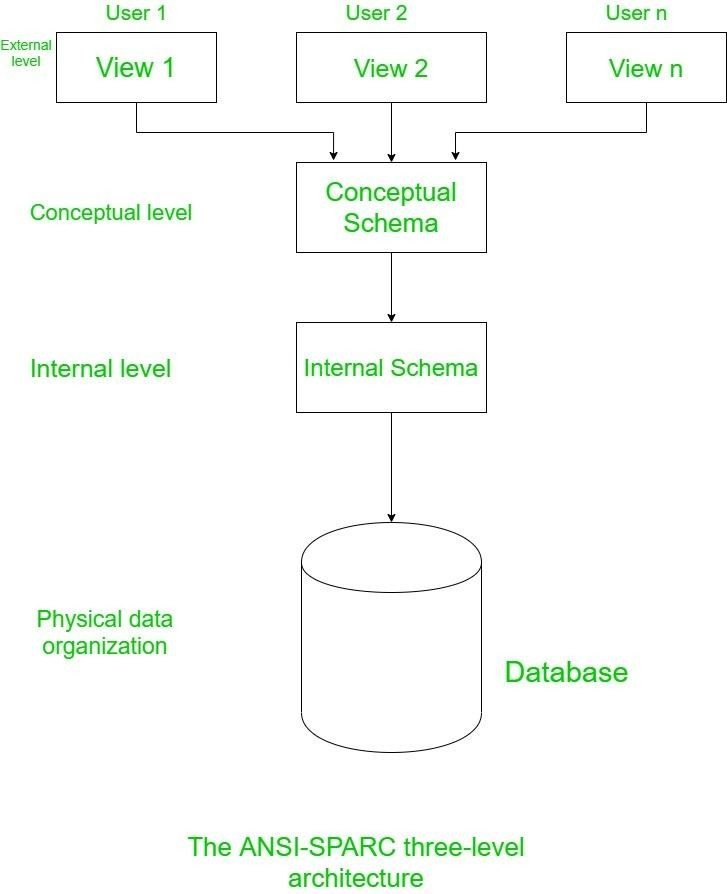 User 1
User 2
User n
External
level
View 1
View 2
View n
Conceptual level
Conceptual
Schema
Internal level
Internal Schema
Physical data
organization
Database
The ANSI-SPARC three-level
architecture